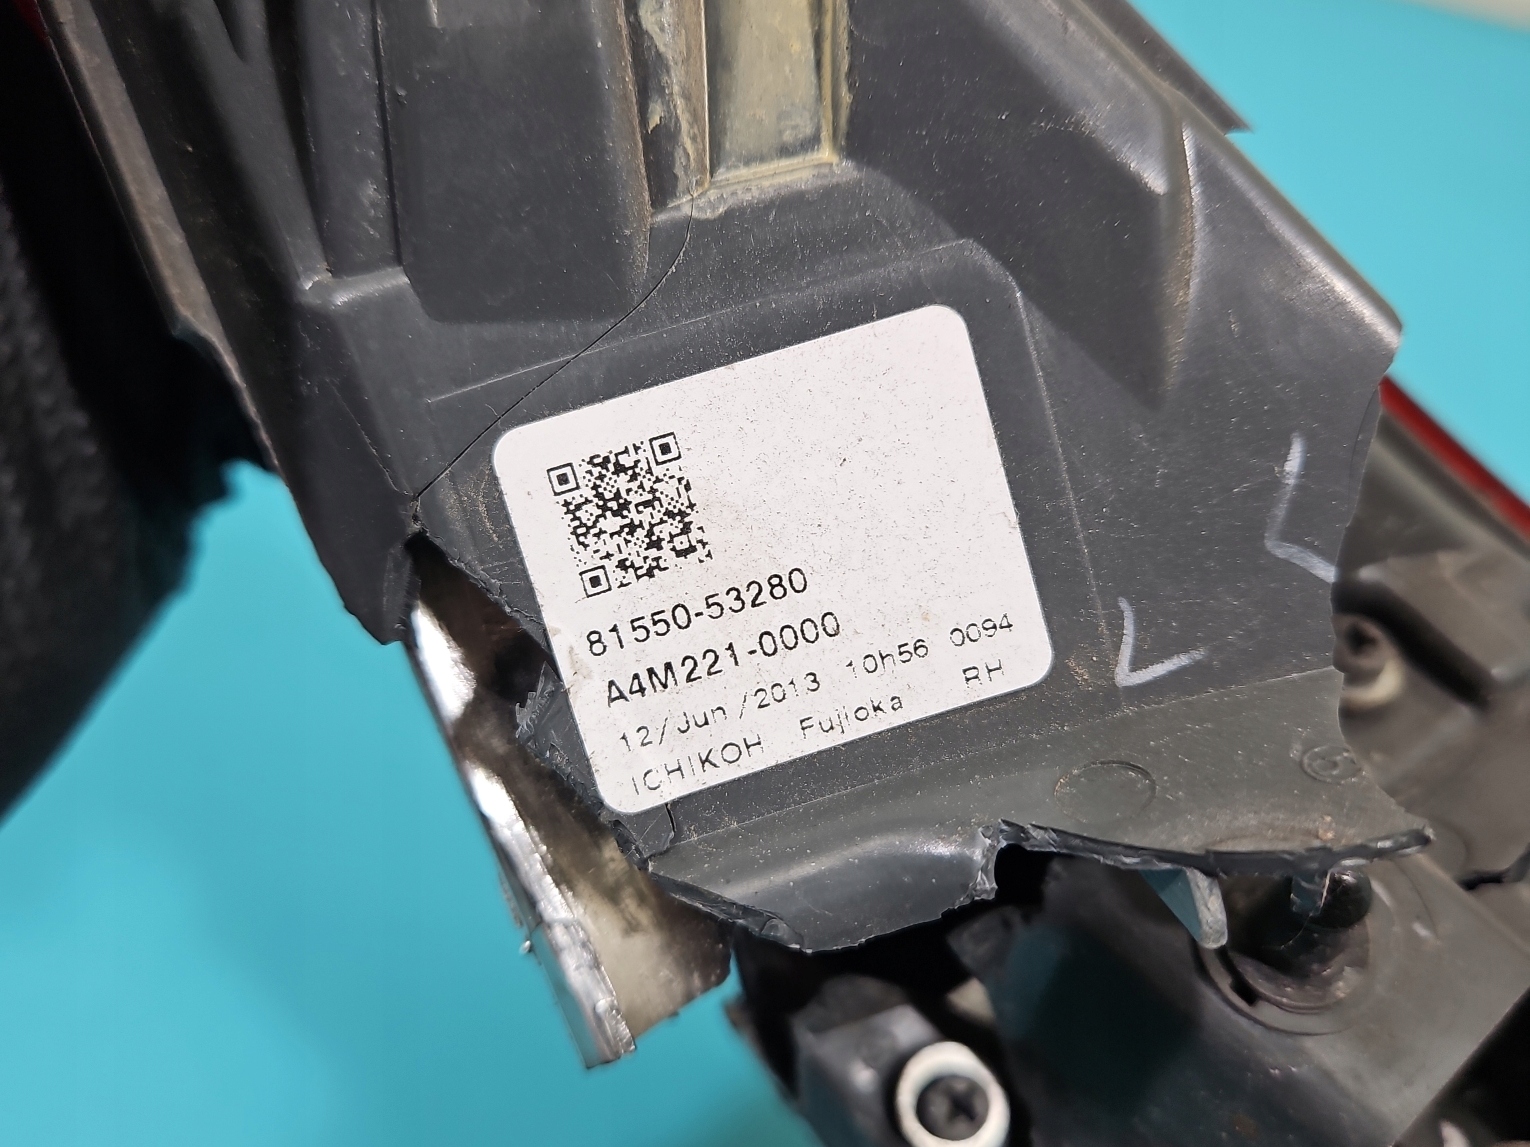 81550-53280
A4M221-0000
12/Jun/2013 10h56 0094
ICHIKOH Fujioka RH